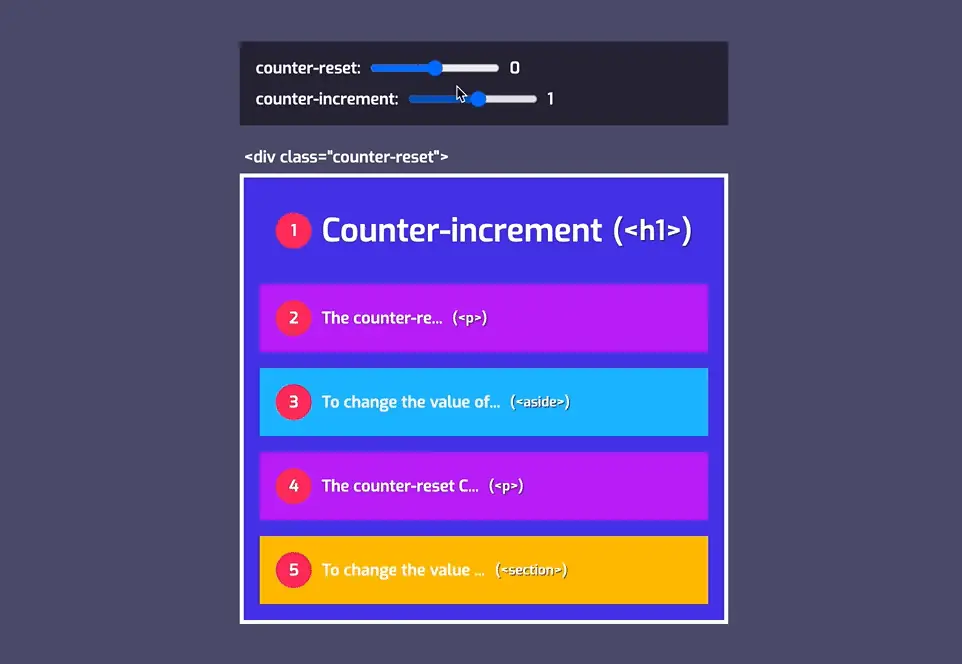 counter-reset: 0
counter-increment: 1
<div class="counter-reset">
1 Counter-increment (<h1>)
2 The counter-re... (<p>)
3 To change the value of... (<aside>)
4 The counter-reset C... (<p>)
5 To change the value ... (<section>)